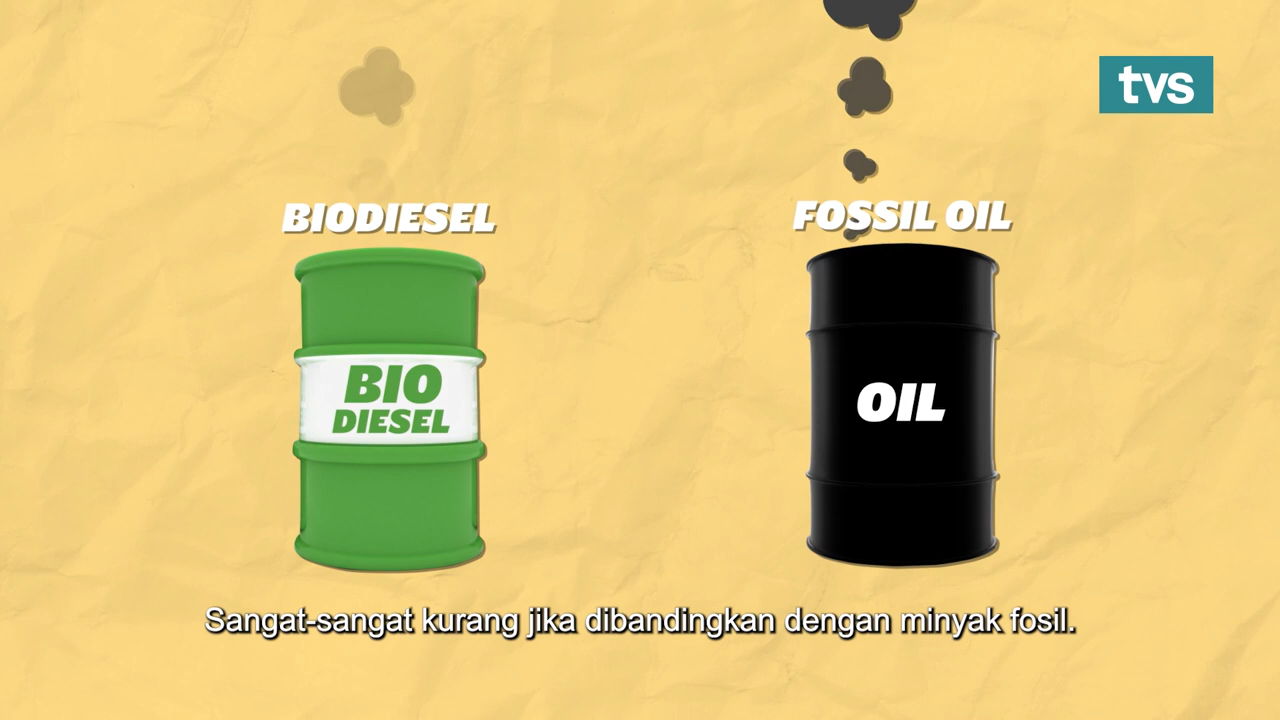 tvs
BIODIESEL
FOSSIL OIL
BIO
DIESEL
OIL
Sangat-sangat kurang jika dibandingkan dengan minyak fosil.